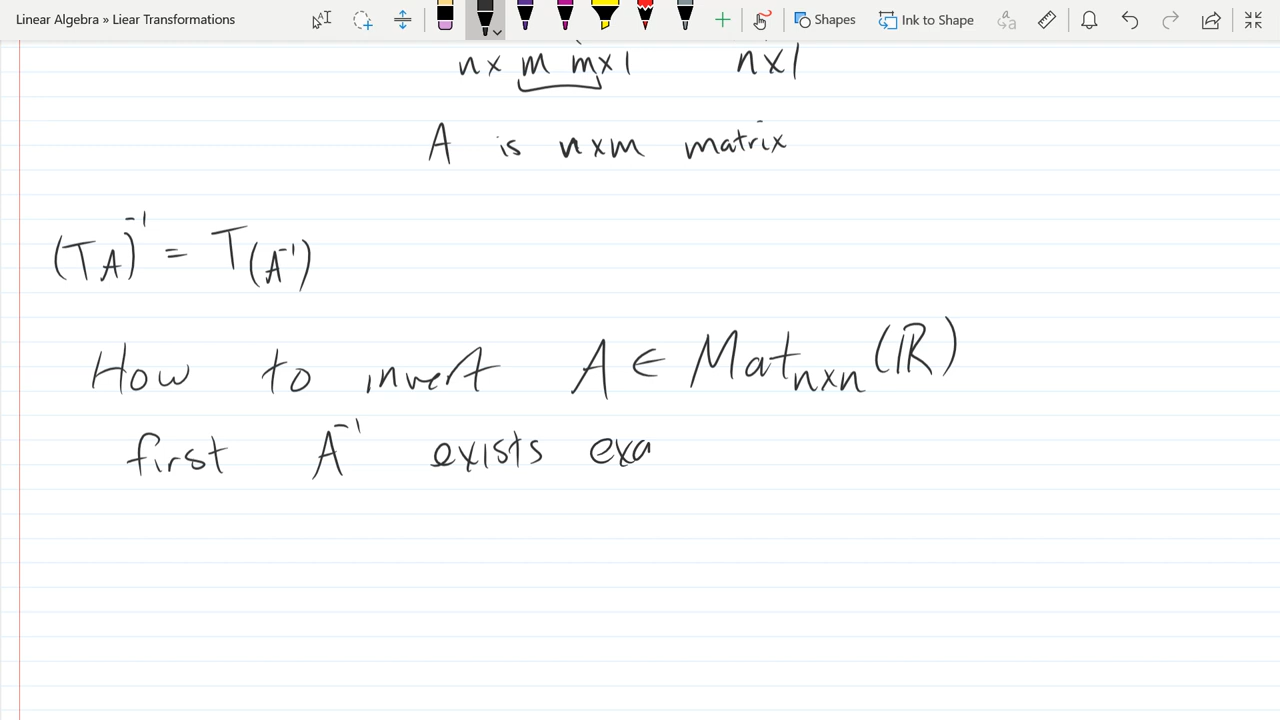 Linear Algebra » Liear Transformations
Shapes
Ink to Shape
n x m m x 1 n x 1
A is n x m matrix
(T_A)^{-1} = T_{(A^{-1})}
How to invert A ∈ Mat_{n x n} (ℝ)
first A^{-1} exists exa